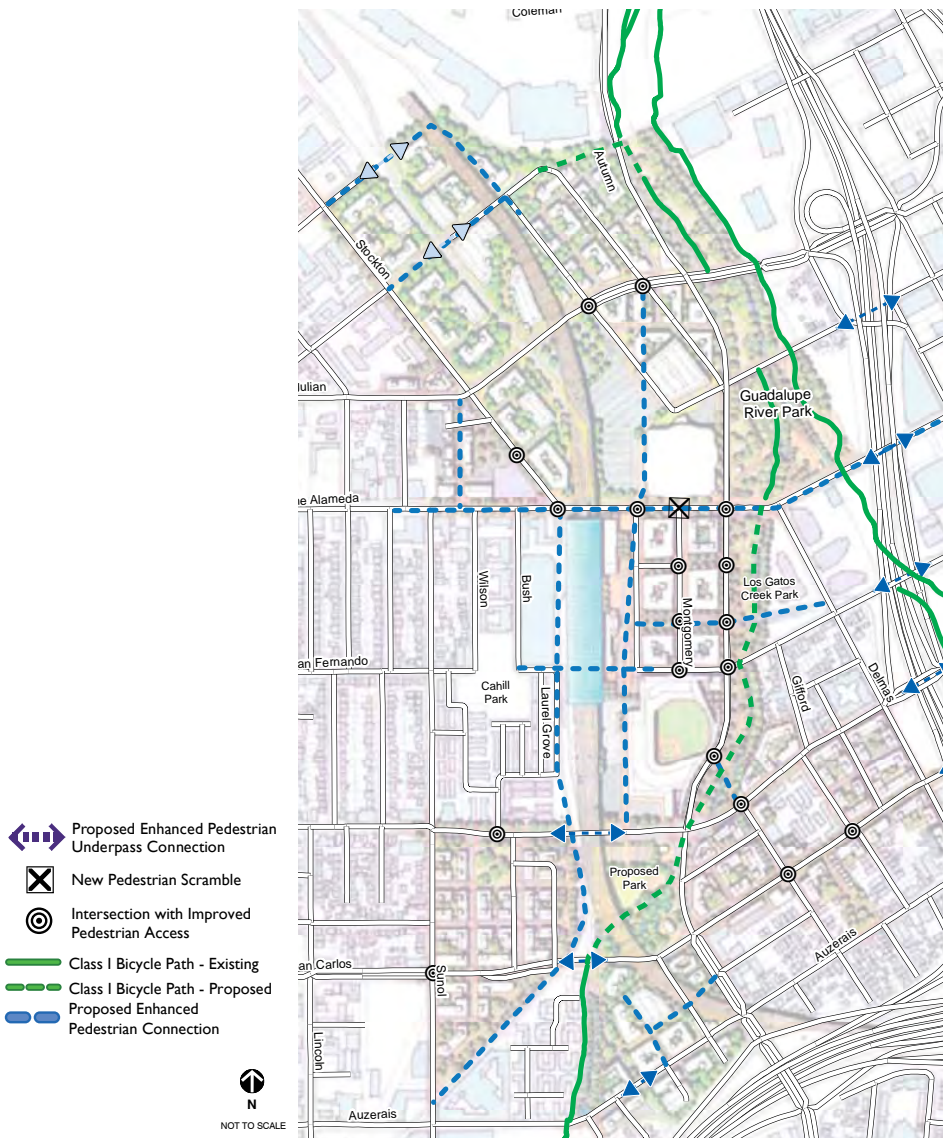 Coleman
Autumn
Stockton
Julian
Guadalupe
River Park
he Alameda
Wilson
Bush
Montgomery
Los Gatos
Creek Park
an Fernando
Cahill
Park
Laurel Grove
Gifford
Delmas
Proposed
Park
Auzerais
an Carlos
Sunol
Lincoln
Auzerais
Proposed Enhanced Pedestrian
Underpass Connection
New Pedestrian Scramble
Intersection with Improved
Pedestrian Access
Class I Bicycle Path - Existing
Class I Bicycle Path - Proposed
Proposed Enhanced
Pedestrian Connection
N
NOT TO SCALE